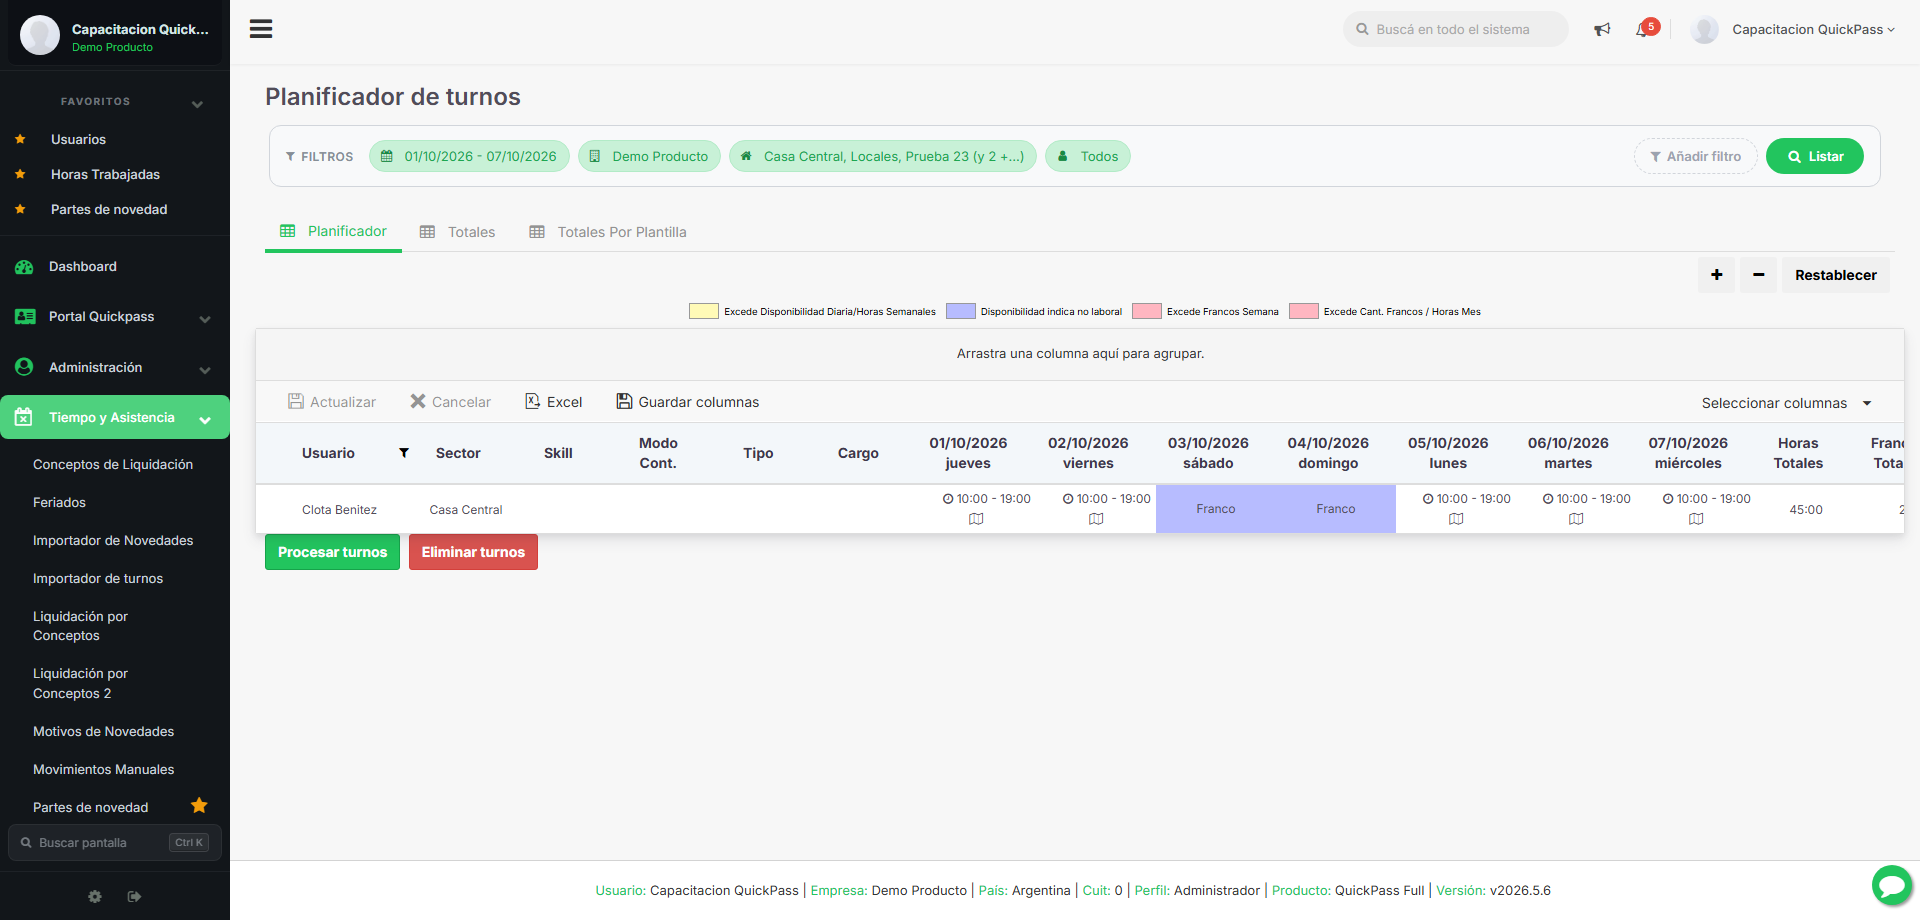 Capacitacion Quick...
Demo Producto
FAVORITOS
Usuarios
Horas Trabajadas
Partes de novedad
Dashboard
Portal Quickpass
Administración
Tiempo y Asistencia
Conceptos de Liquidación
Feriados
Importador de Novedades
Importador de turnos
Liquidación por
Conceptos
Liquidación por
Conceptos 2
Motivos de Novedades
Movimientos Manuales
Partes de novedad
Buscar pantalla Ctrl K
Buscá en todo el sistema
5
Capacitacion QuickPass
Planificador de turnos
FILTROS 01/10/2026 - 07/10/2026 Demo Producto Casa Central, Locales, Prueba 23 (y 2 +...) Todos Añadir filtro Listar
Planificador Totales Totales Por Plantilla
+ - Restablecer
Excede Disponibilidad Diaria/Horas Semanales Disponibilidad indica no laboral Excede Francos Semana Excede Cant. Francos / Horas Mes
Arrastra una columna aquí para agrupar.
Actualizar Cancelar Excel Guardar columnas Seleccionar columnas
Usuario Sector Skill Modo Cont. Tipo Cargo 01/10/2026 jueves 02/10/2026 viernes 03/10/2026 sábado 04/10/2026 domingo 05/10/2026 lunes 06/10/2026 martes 07/10/2026 miércoles Horas Totales Franc Tota
Clota Benitez Casa Central 10:00 - 19:00 10:00 - 19:00 Franco Franco 10:00 - 19:00 10:00 - 19:00 10:00 - 19:00 45:00 2
Procesar turnos Eliminar turnos
Usuario: Capacitacion QuickPass | Empresa: Demo Producto | País: Argentina | Cuit: 0 | Perfil: Administrador | Producto: QuickPass Full | Versión: v2026.5.6